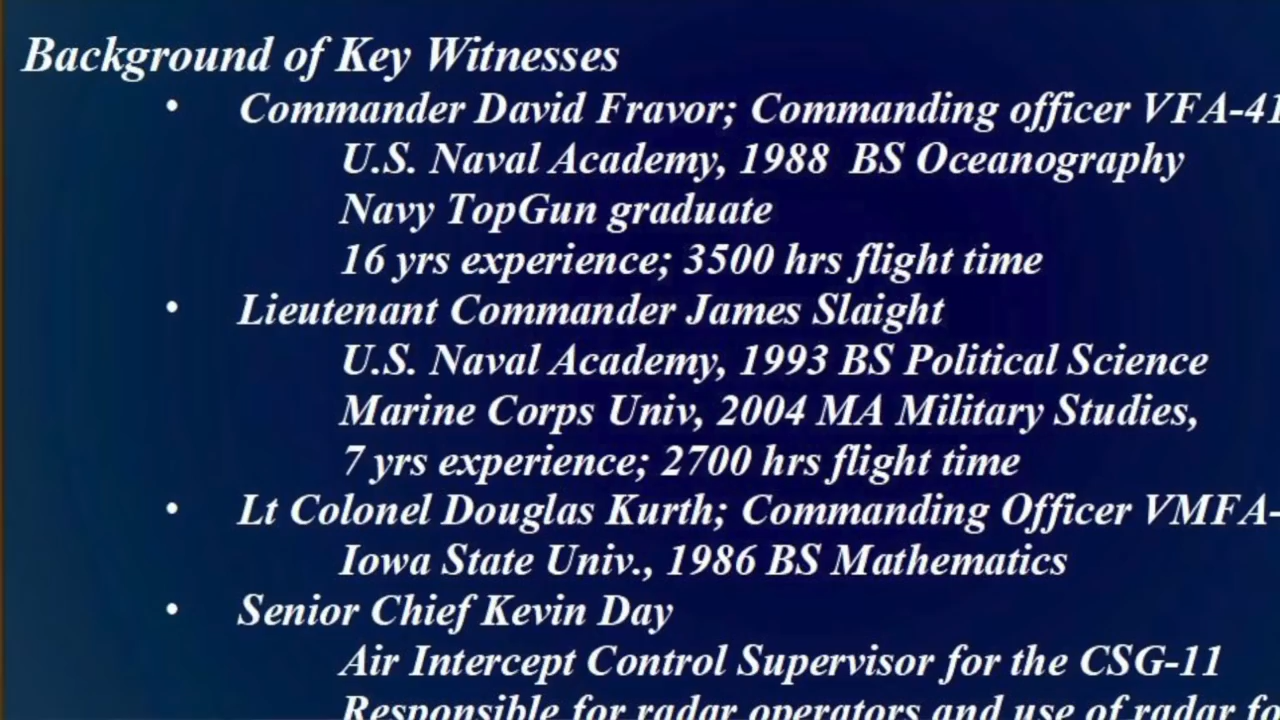 Background of Key Witnesses
• Commander David Fravor; Commanding officer VFA-41
U.S. Naval Academy, 1988 BS Oceanography
Navy TopGun graduate
16 yrs experience; 3500 hrs flight time
• Lieutenant Commander James Slaight
U.S. Naval Academy, 1993 BS Political Science
Marine Corps Univ, 2004 MA Military Studies,
7 yrs experience; 2700 hrs flight time
• Lt Colonel Douglas Kurth; Commanding Officer VMFA-
Iowa State Univ., 1986 BS Mathematics
• Senior Chief Kevin Day
Air Intercept Control Supervisor for the CSG-11
Responsible for radar operators and use of radar